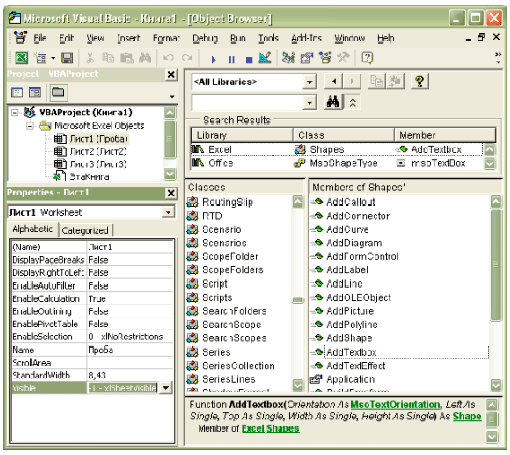 Microsoft Visual Basic - Книга1 - [Object Browser]
File Edit View Insert Format Debug Run Tools Add-Ins Window Help
Project - VBAProject
VBAProject (Книга1)
Microsoft Excel Objects
Лист1 (Проба)
Лист2 (Лист2)
Лист3 (Лист3)
ЭтаКнига
Properties - Лист1
Лист1 Worksheet
Alphabetic Categorized
(Name) Лист1
DisplayPageBreaks False
DisplayRightToLeft False
EnableAutoFilter False
EnableCalculation True
EnableOutlining False
EnablePivotTable False
EnableSelection 0 - xlNoRestrictions
Name Проба
ScrollArea
StandardWidth 8,43
Visible -1 - xlSheetVisible
<All Libraries>
Search Results
Library Class Member
Excel Shapes AddTextbox
Office MsoShapeType msoTextBox
Classes
RoutingSlip
RTD
Scenario
Scenarios
ScopeFolder
ScopeFolders
Script
Scripts
SearchFolders
SearchScope
SearchScopes
Series
SeriesCollection
SeriesLines
Members of 'Shapes'
AddCallout
AddConnector
AddCurve
AddDiagram
AddFormControl
AddLabel
AddLine
AddOLEObject
AddPicture
AddPolyline
AddShape
AddTextbox
AddTextEffect
Application
Function AddTextbox(Orientation As MsoTextOrientation, Left As
Single, Top As Single, Width As Single, Height As Single) As Shape
Member of Excel.Shapes